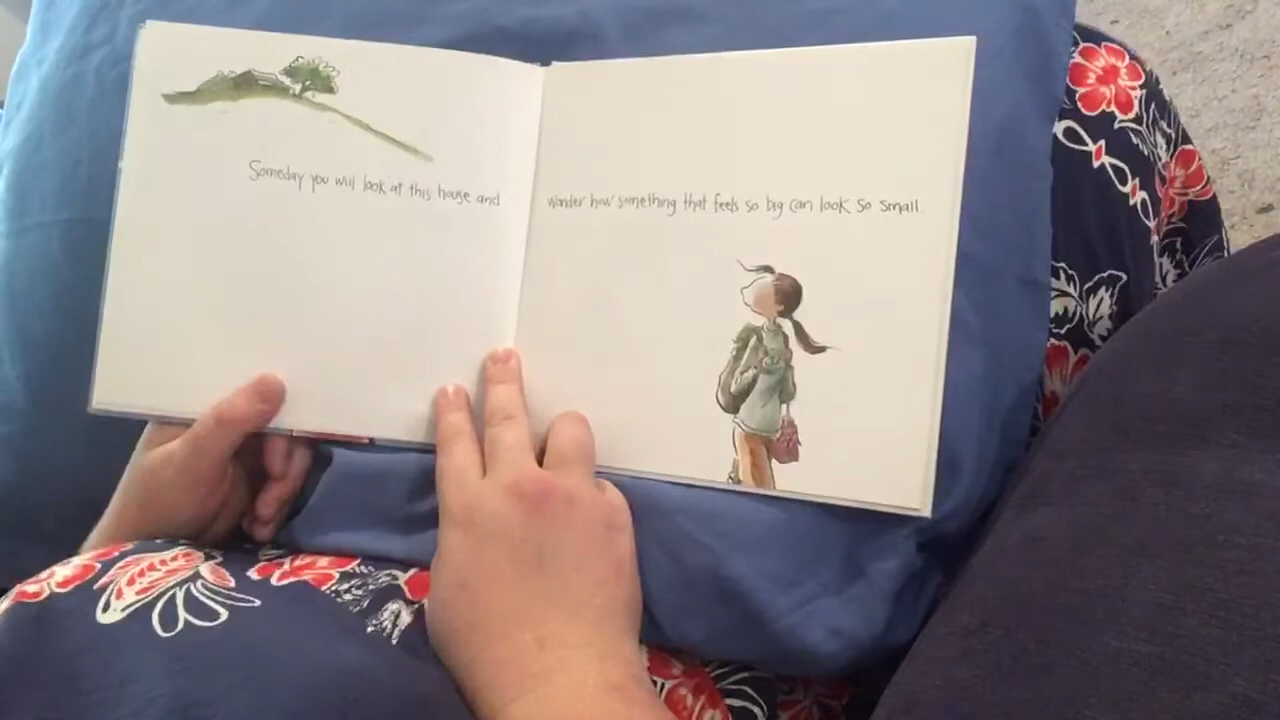 Someday you will look at this house and
wonder how something that feels so big can look so small.